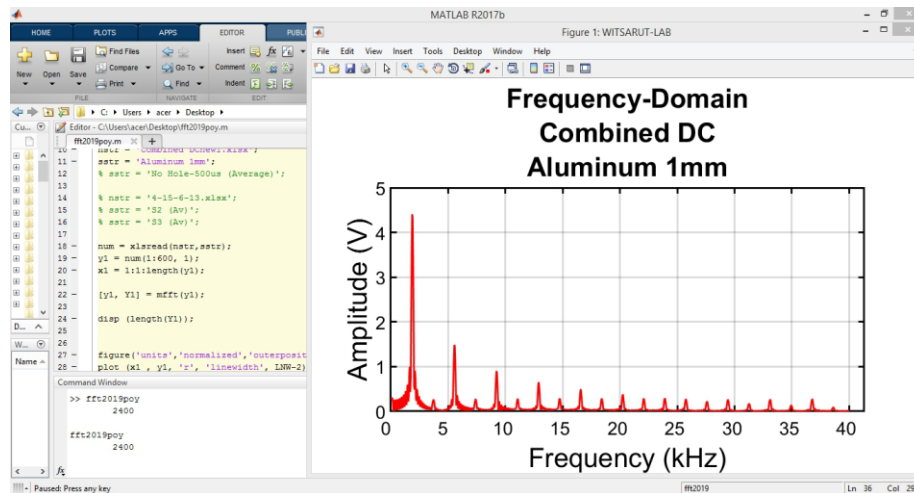 MATLAB R2017b
HOME PLOTS APPS EDITOR PUBL
New Open Save
Find Files
Compare
Print
Go To
Find
Insert fx
Comment
Indent
FILE NAVIGATE EDIT
C: Users acer Desktop
Cu...
Editor - C:\Users\acer\Desktop\fft2019poy.m
fft2019poy.m
11 - sstr = 'Aluminum 1mm';
12 % sstr = 'No Hole-500us (Average)';
13
14 % nstr = '4-15-6-13.xlsx';
15 % sstr = 'S2 (Av)';
16 % sstr = 'S3 (Av)';
17
18 - num = xlsread(nstr,sstr);
19 - y1 = num(1:600, 1);
20 - x1 = 1:1:length(y1);
21
22 - [y1, Y1] = mfft(y1);
23
24 - disp (length(Y1));
25
26
27 - figure('units','normalized','outerposit
28 - plot (x1 , y1, 'r', 'linewidth', LNW-2)
D...
W...
Name
Command Window
>> fft2019poy
2400
fft2019poy
2400
fx
Paused: Press any key
Figure 1: WITSARUT-LAB
File Edit View Insert Tools Desktop Window Help
Frequency-Domain
Combined DC
Aluminum 1mm
Amplitude (V)
5
4
3
2
1
0
0 5 10 15 20 25 30 35 40
Frequency (kHz)
fft2019 Ln 36 Col 29